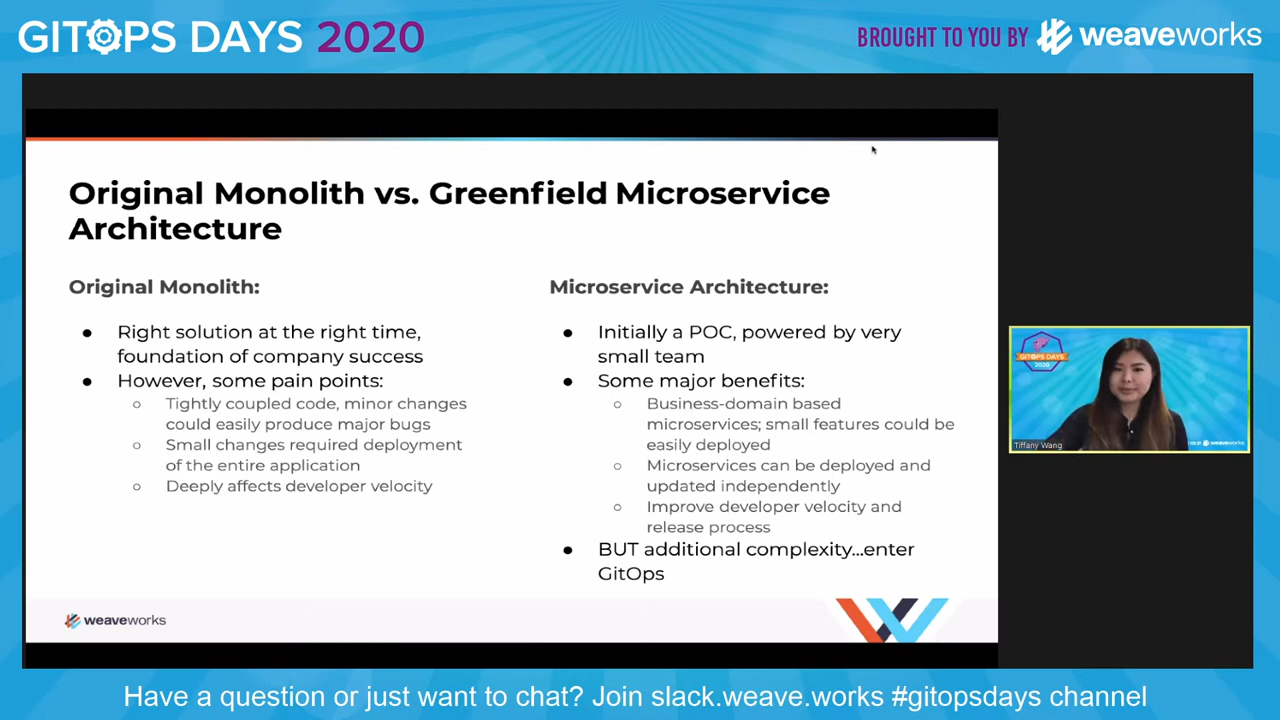 GITOPS DAYS 2020
BROUGHT TO YOU BY weaveworks
Original Monolith vs. Greenfield Microservice
Architecture
Original Monolith:
● Right solution at the right time,
foundation of company success
● However, some pain points:
○ Tightly coupled code, minor changes
could easily produce major bugs
○ Small changes required deployment
of the entire application
○ Deeply affects developer velocity
Microservice Architecture:
● Initially a POC, powered by very
small team
● Some major benefits:
○ Business-domain based
microservices; small features could be
easily deployed
○ Microservices can be deployed and
updated independently
○ Improve developer velocity and
release process
● BUT additional complexity...enter
GitOps
weaveworks
GITOPS DAYS
2020
Tiffany Wang
weaveworks
Have a question or just want to chat? Join slack.weave.works #gitopsdays channel